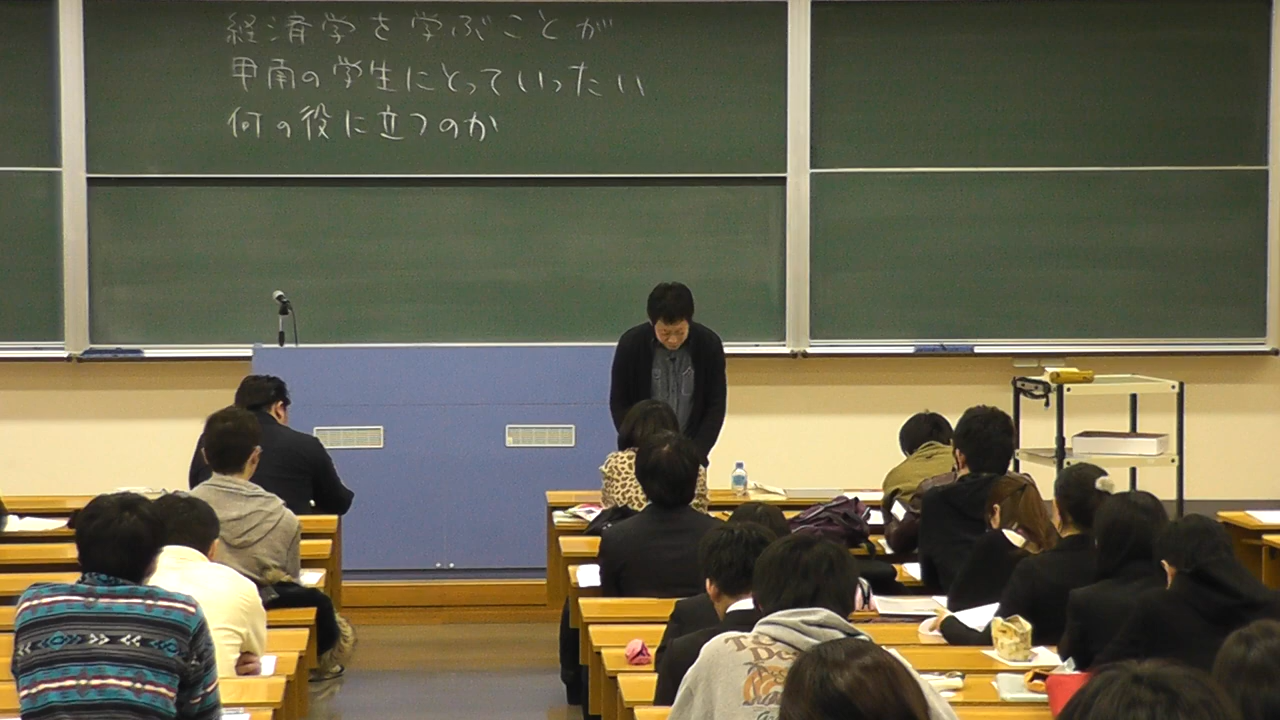 経済学を学ぶことが
甲南の学生にとっていったい
何の役に立つのか